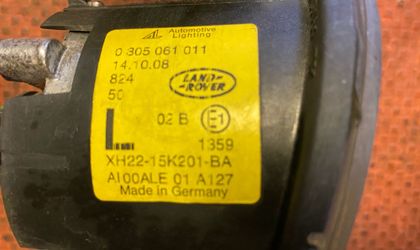 AL Automotive Lighting
0 305 061 011
14.10.08
824
50
LAND-ROVER
02 B E1
L 1359
XH22-15K201-BA
AI00ALE 01 A127
Made in Germany